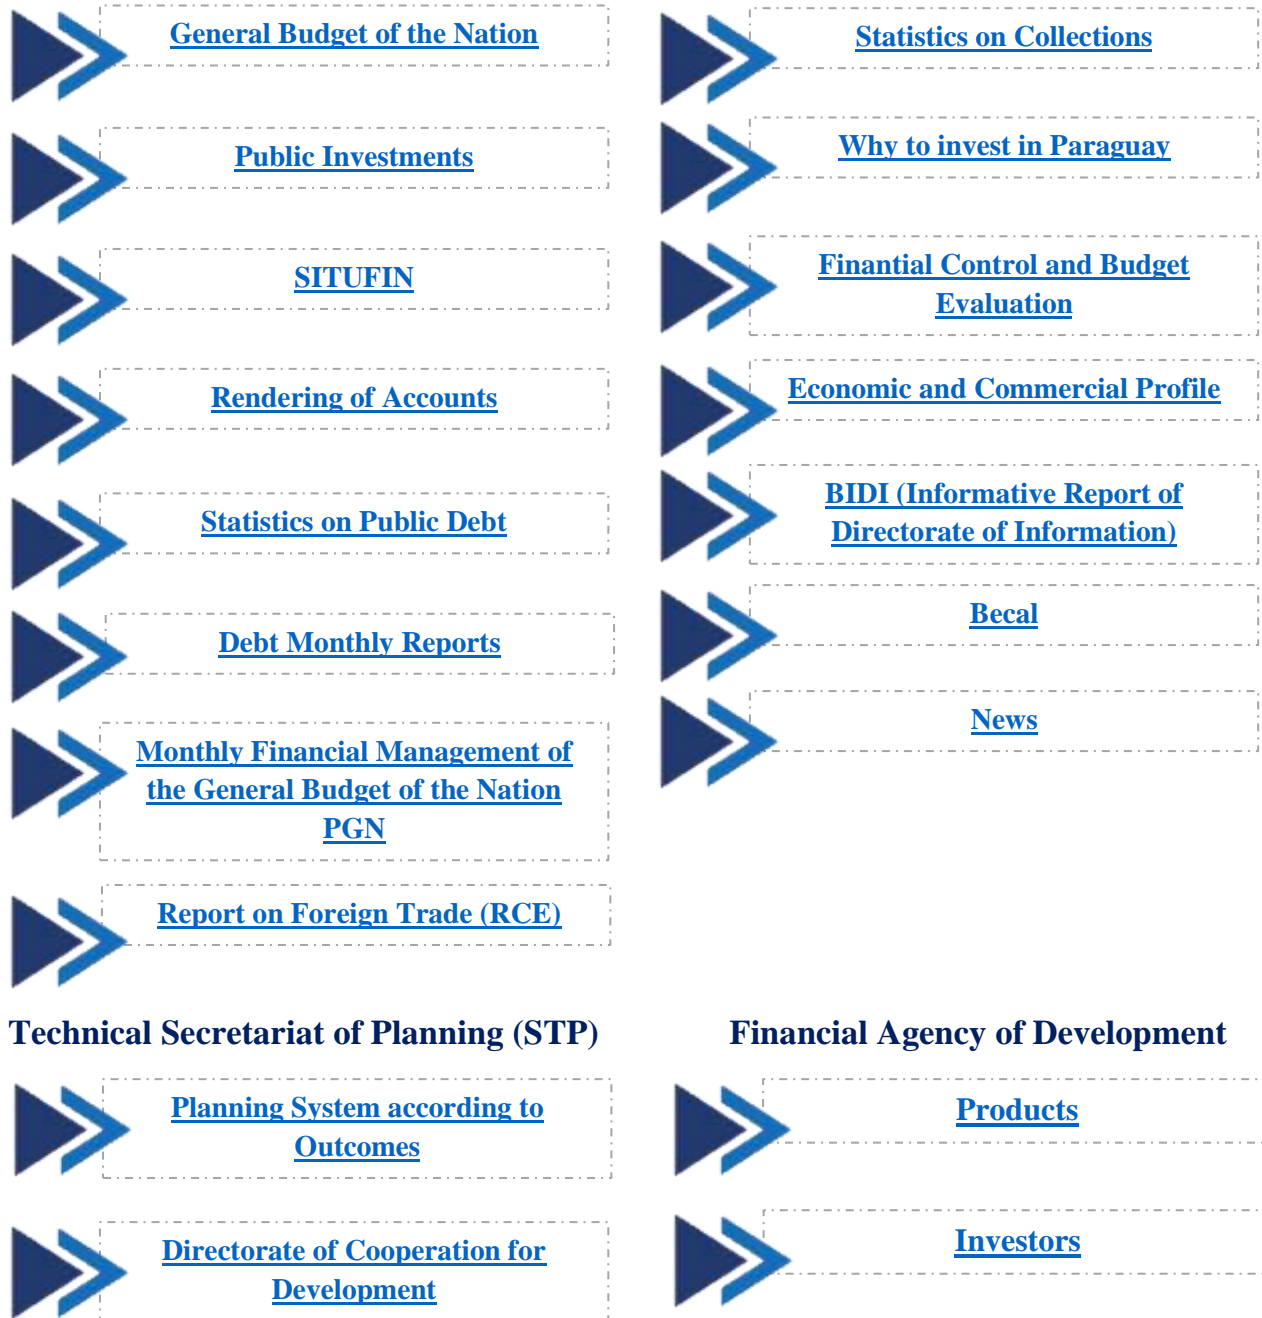 General Budget of the Nation
Public Investments
SITUFIN
Rendering of Accounts
Statistics on Public Debt
Debt Monthly Reports
Monthly Financial Management of
the General Budget of the Nation
PGN
Report on Foreign Trade (RCE)
Statistics on Collections
Why to invest in Paraguay
Finantial Control and Budget
Evaluation
Economic and Commercial Profile
BIDI (Informative Report of
Directorate of Information)
Becal
News
Technical Secretariat of Planning (STP)
Planning System according to
Outcomes
Directorate of Cooperation for
Development
Financial Agency of Development
Products
Investors